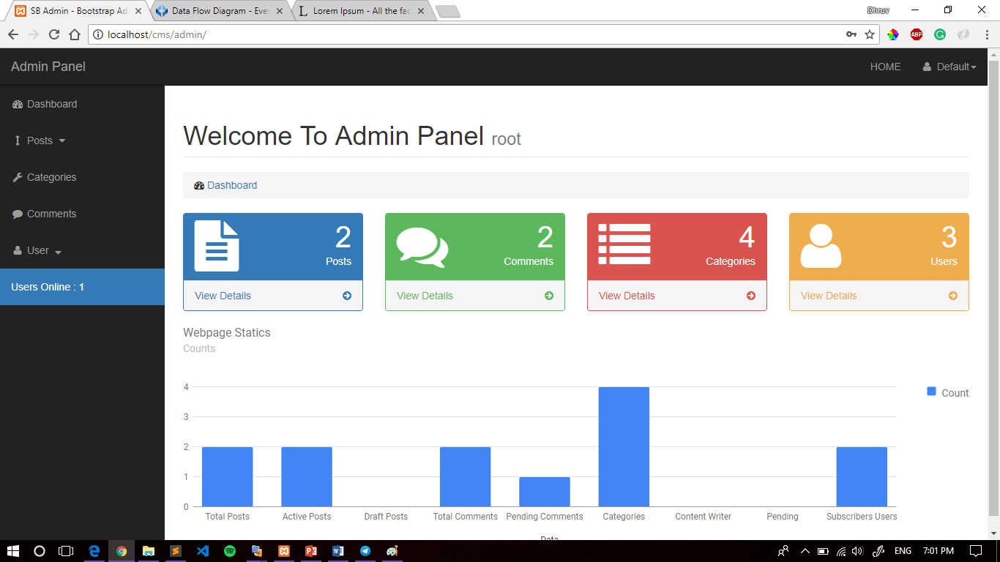 SB Admin - Bootstrap Ad
Data Flow Diagram - Ever
Lorem Ipsum - All the fac
Dhruv
localhost/cms/admin/
ABP
Admin Panel
HOME
Default
Dashboard
Posts
Categories
Comments
User
Users Online : 1
Welcome To Admin Panel root
Dashboard
2
Posts
View Details
2
Comments
View Details
4
Categories
View Details
3
Users
View Details
Webpage Statics
Counts
4
3
2
1
0
Count
Total Posts
Active Posts
Draft Posts
Total Comments
Pending Comments
Categories
Content Writer
Pending
Subscribers Users
Data
ENG
7:01 PM